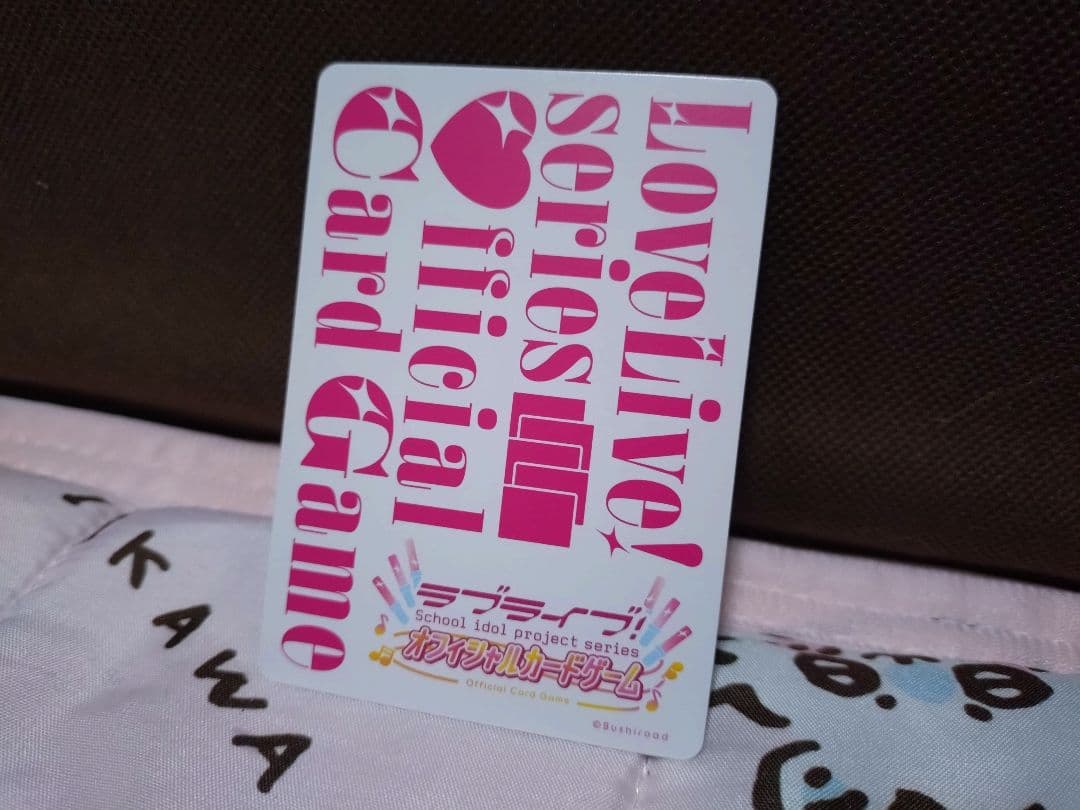 LoveLive!
series
♥fficial
Card Game
ラブライブ!
School idol project series
オフィシャルカードゲーム
Official Card Game
©Bushiroad
KAWA